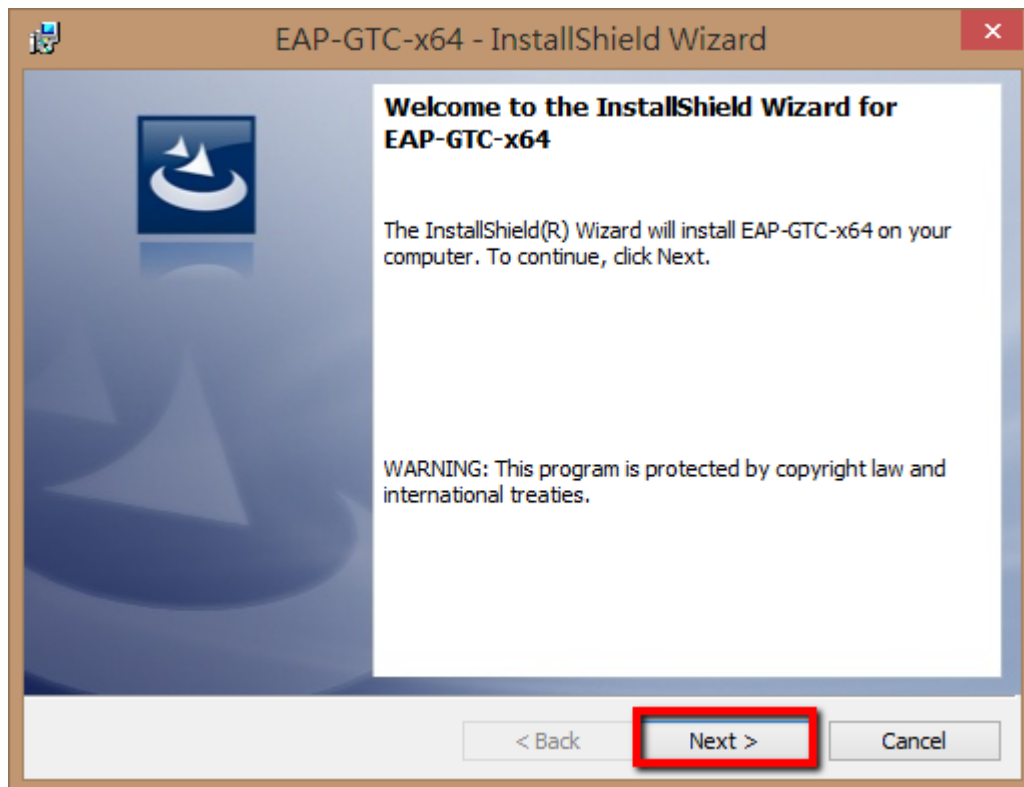 EAP-GTC-x64 - InstallShield Wizard
Welcome to the InstallShield Wizard for
EAP-GTC-x64
The InstallShield(R) Wizard will install EAP-GTC-x64 on your
computer. To continue, click Next.
WARNING: This program is protected by copyright law and
international treaties.
< Back
Next >
Cancel